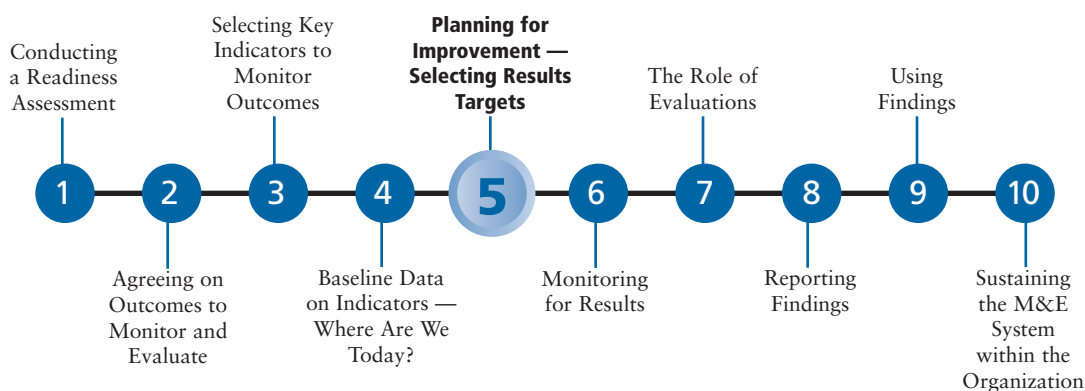 Conducting
a Readiness
Assessment
1
Agreeing on
Outcomes to
Monitor and
Evaluate
2
Selecting Key
Indicators to
Monitor
Outcomes
3
Baseline Data
on Indicators —
Where Are We
Today?
4
Planning for
Improvement —
Selecting Results
Targets
5
Monitoring
for Results
6
The Role of
Evaluations
7
Reporting
Findings
8
Using
Findings
9
Sustaining
the M&E
System
within the
Organization
10